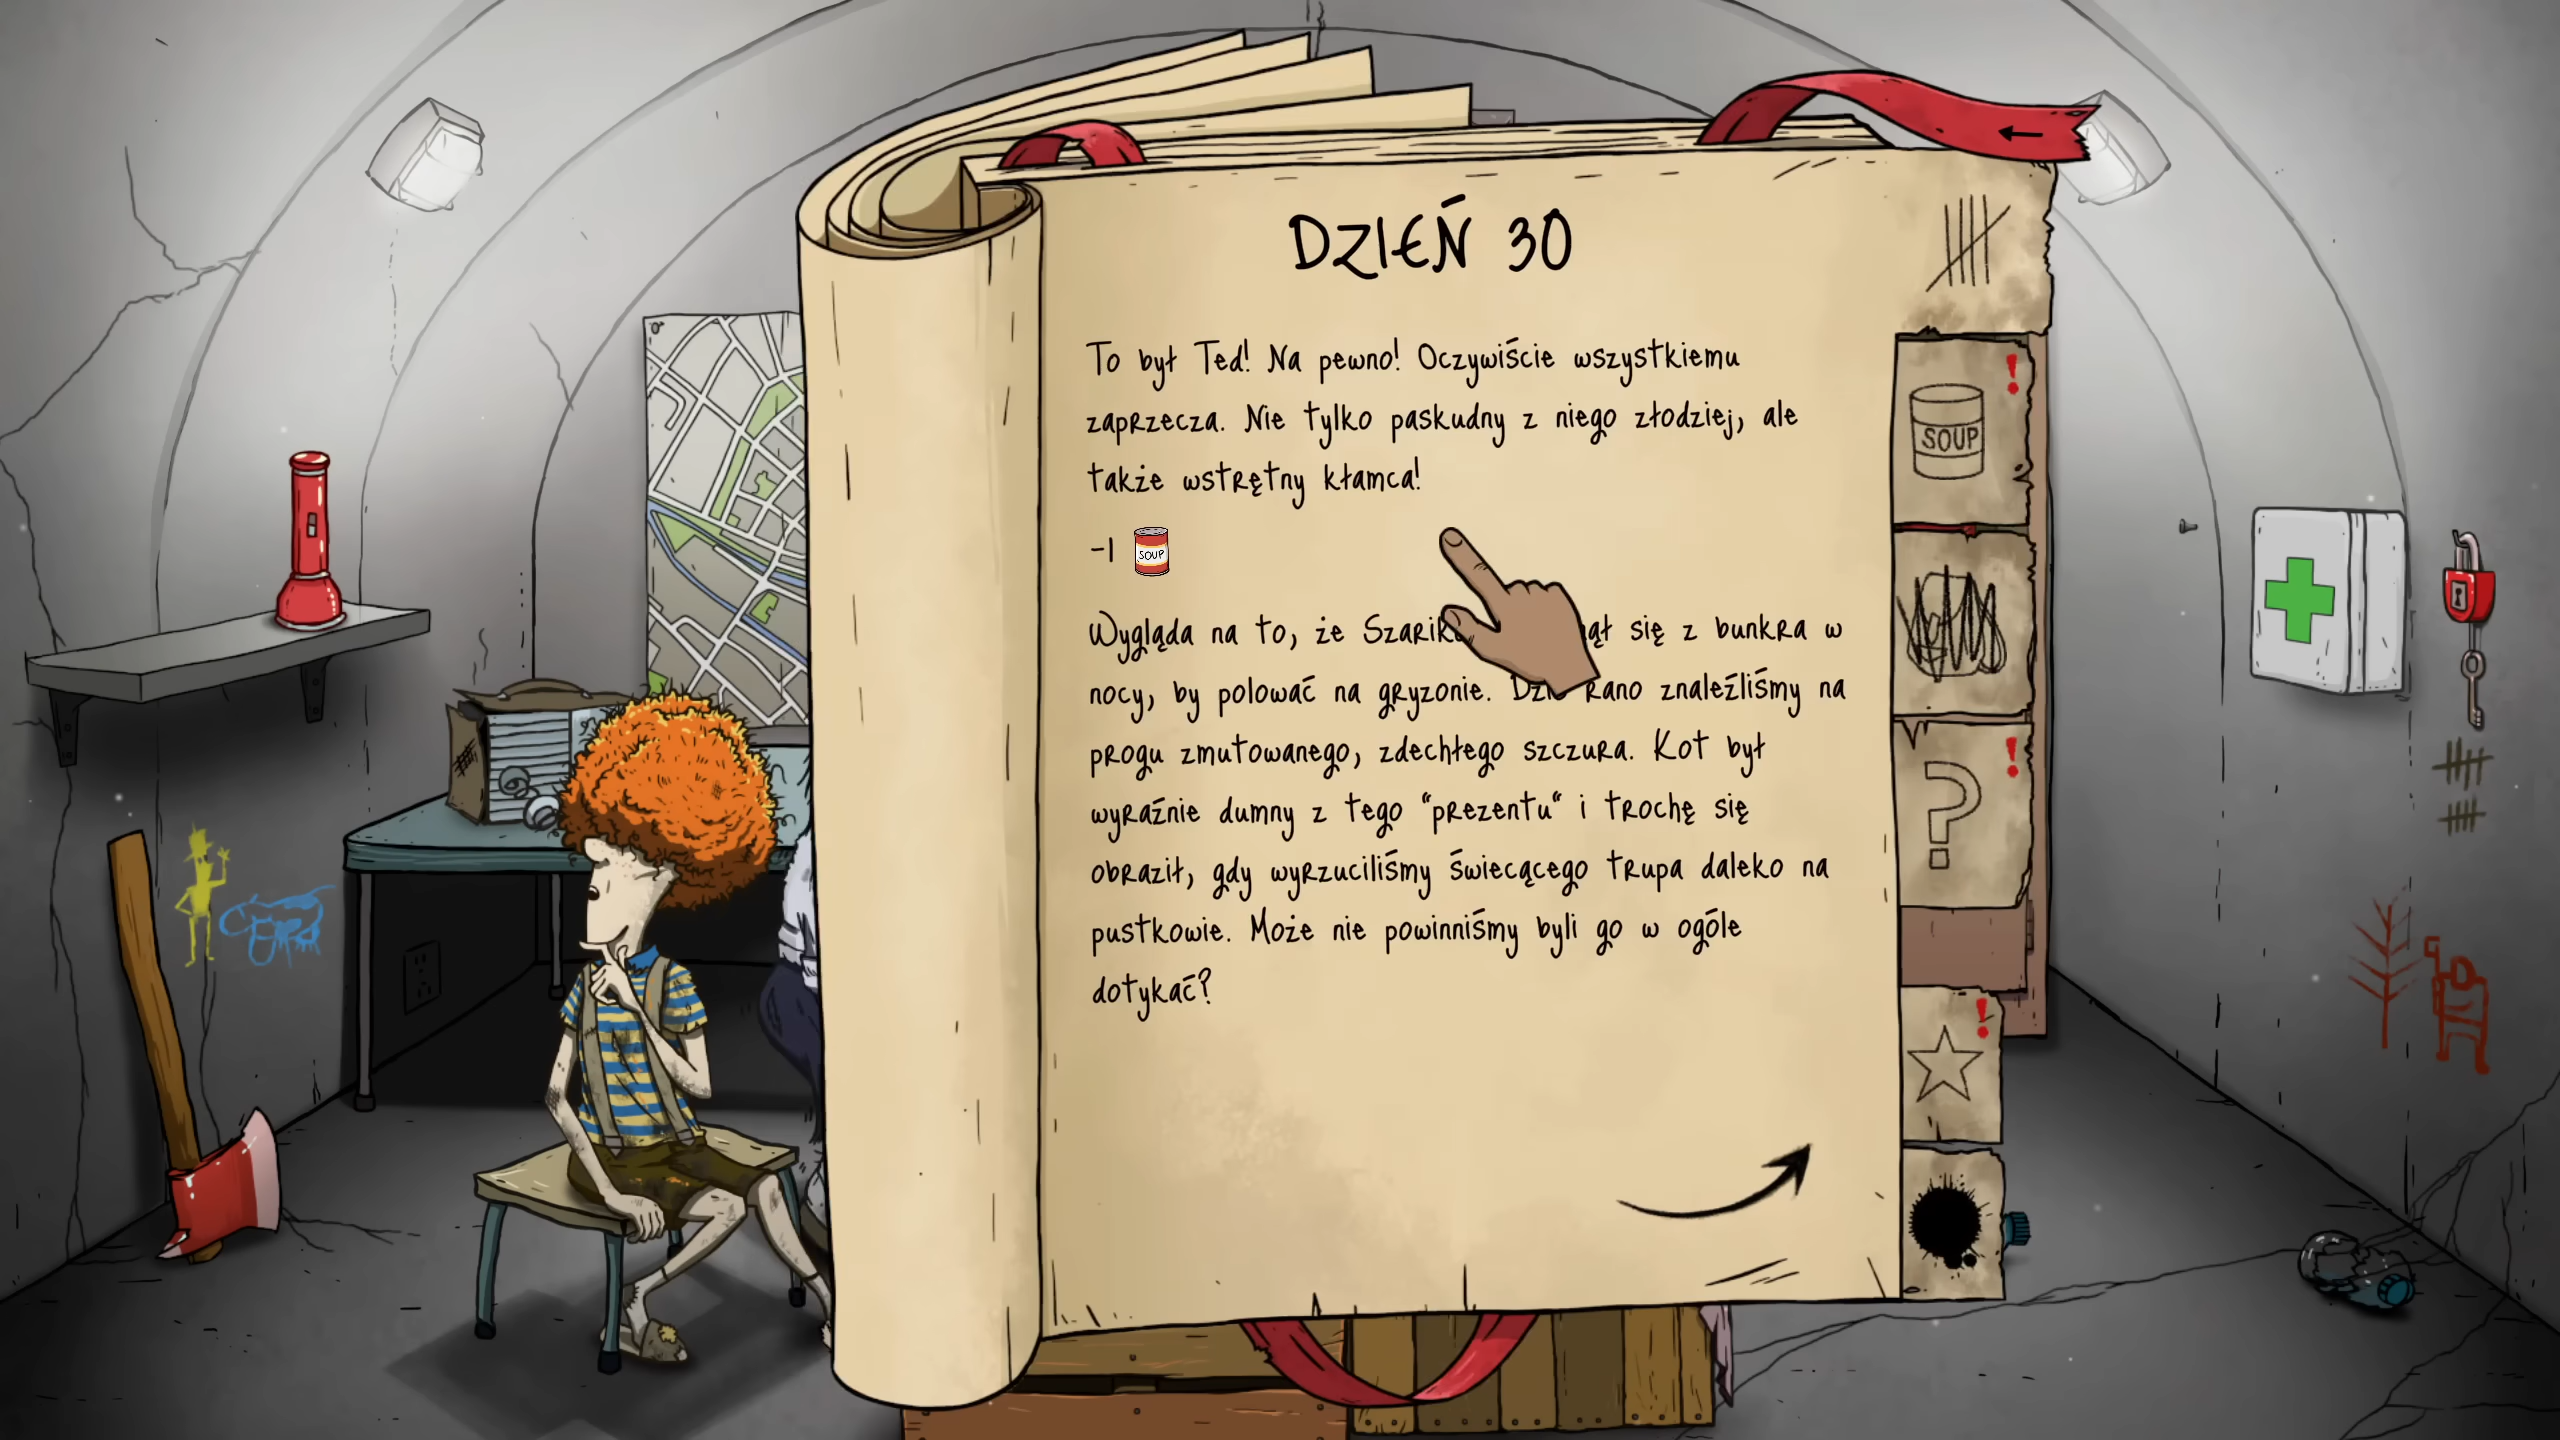 DZIEŃ 30
To był Ted! Na pewno! Oczywiście wszystkiemu
zaprzecza. Nie tylko paskudny z niego złodziej, ale
także wstrętny kłamca!
-1 SOUP
Wygląda na to, że się z bunkra w
nocy, by polować na gryzonie. rano znaleźliśmy na
progu zmutowanego, zdechłego szczura. Kot był
wyraźnie dumny z tego "prezentu" i trochę się
obraził, gdy wyrzuciliśmy świecącego trupa daleko na
pustkowie. Może nie powinniśmy byli go w ogóle
dotykać?
!
SOUP
!
?
!